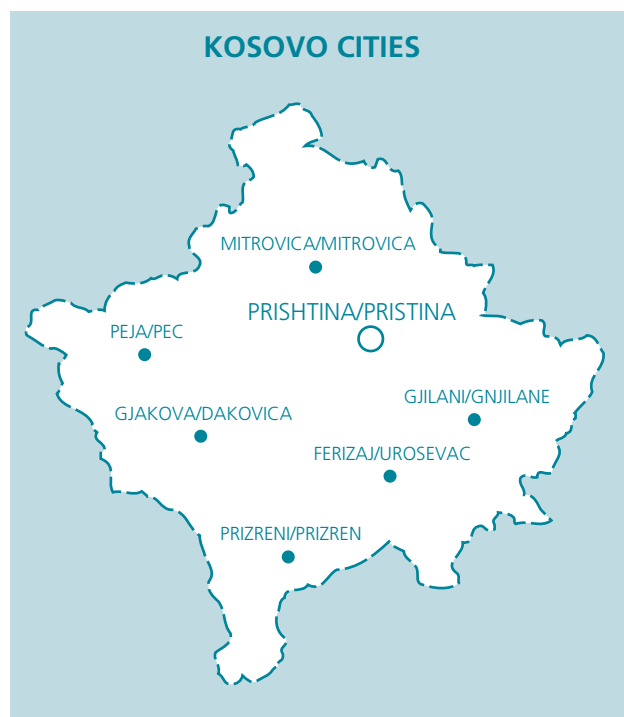 KOSOVO CITIES
MITROVICA/MITROVICA
PRISHTINA/PRISTINA
PEJA/PEC
GJILANI/GNJILANE
GJAKOVA/DAKOVICA
FERIZAJ/UROSEVAC
PRIZRENI/PRIZREN